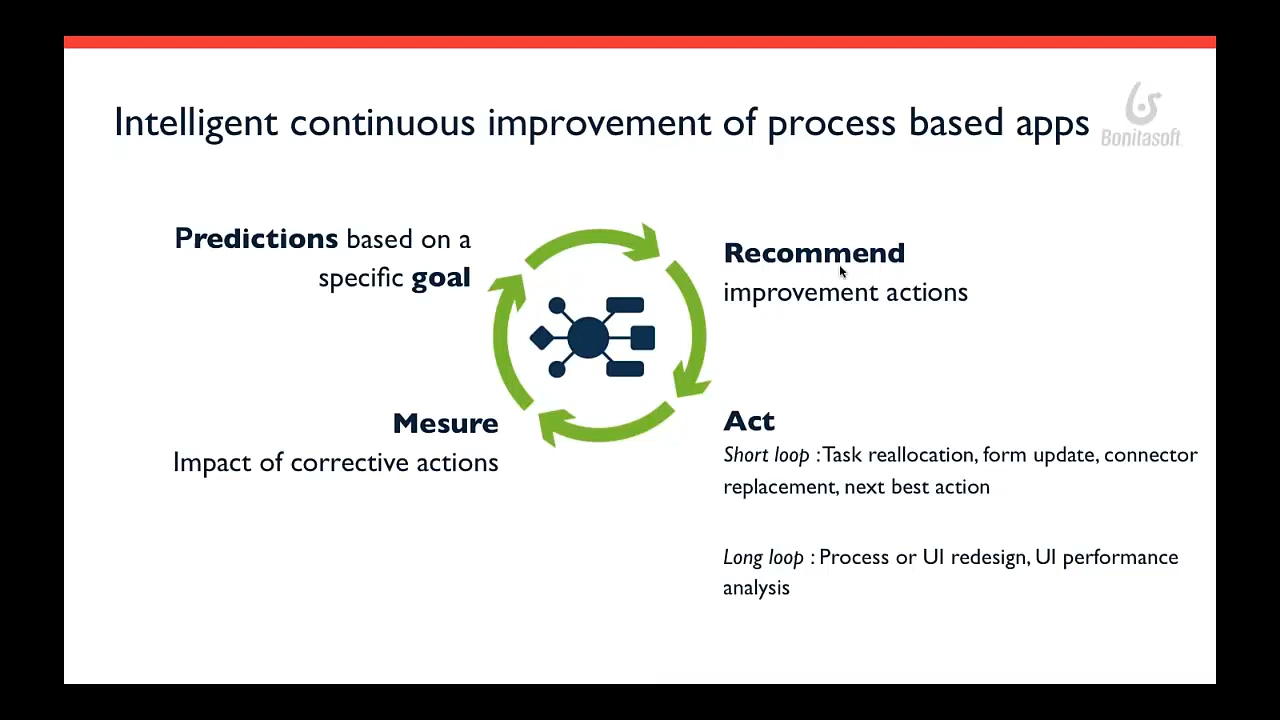 Intelligent continuous improvement of process based apps
Bonitasoft
Predictions based on a
specific goal
Recommend
improvement actions
Mesure
Impact of corrective actions
Act
Short loop : Task reallocation, form update, connector
replacement, next best action
Long loop : Process or UI redesign, UI performance
analysis